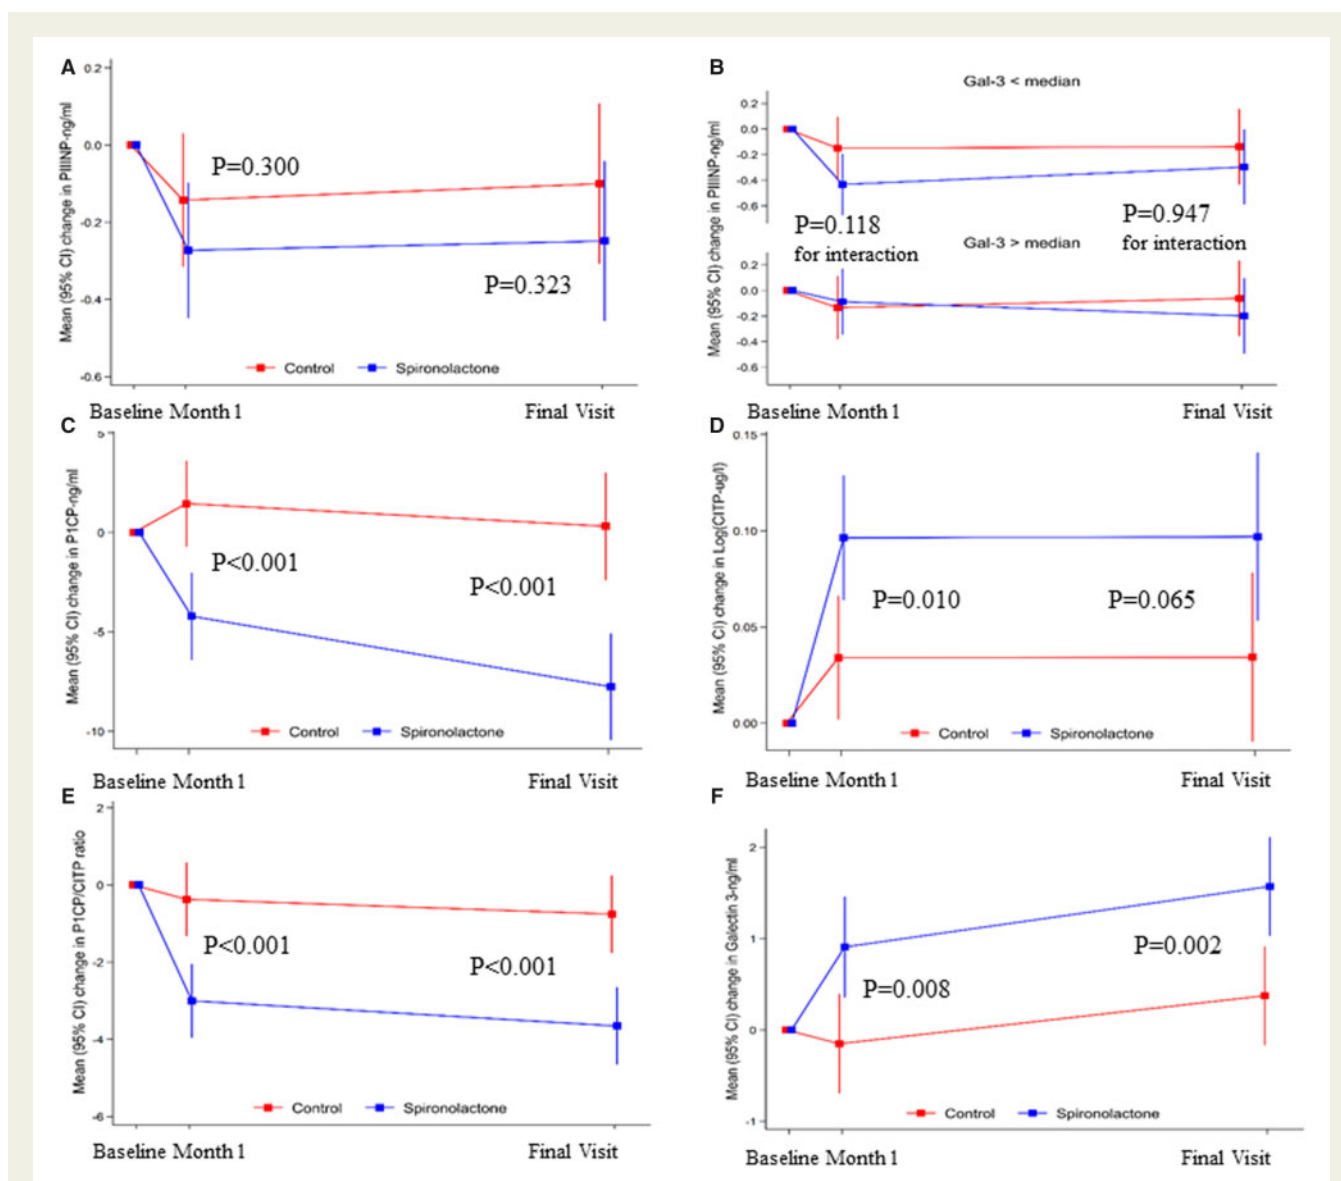 A
Mean (95% CI) change in PIIINP-ng/ml
0.2
0.0
-0.2
-0.4
-0.6
P=0.300
P=0.323
Control
Spironolactone
Baseline Month 1
Final Visit
B
Gal-3 < median
Mean (95% CI) change in PIIINP-ng/ml
0.2
0.0
-0.2
-0.4
-0.6
P=0.118
for interaction
P=0.947
for interaction
Gal-3 > median
0.2
0.0
-0.2
-0.4
-0.6
Baseline Month 1
Final Visit
C
Mean (95% CI) change in P1CP-ng/ml
5
0
-5
-10
P<0.001
P<0.001
Control
Spironolactone
Baseline Month 1
Final Visit
D
Mean (95% CI) change in Log(CITP-ug/l)
0.15
0.10
0.05
0.00
P=0.010
P=0.065
Control
Spironolactone
Baseline Month 1
Final Visit
E
Mean (95% CI) change in P1CP/CITP ratio
2
0
-2
-4
-6
P<0.001
P<0.001
Control
Spironolactone
Baseline Month 1
Final Visit
F
Mean (95% CI) change in Galectin 3-ng/ml
2
1
0
-1
P=0.008
P=0.002
Control
Spironolactone
Baseline Month 1
Final Visit